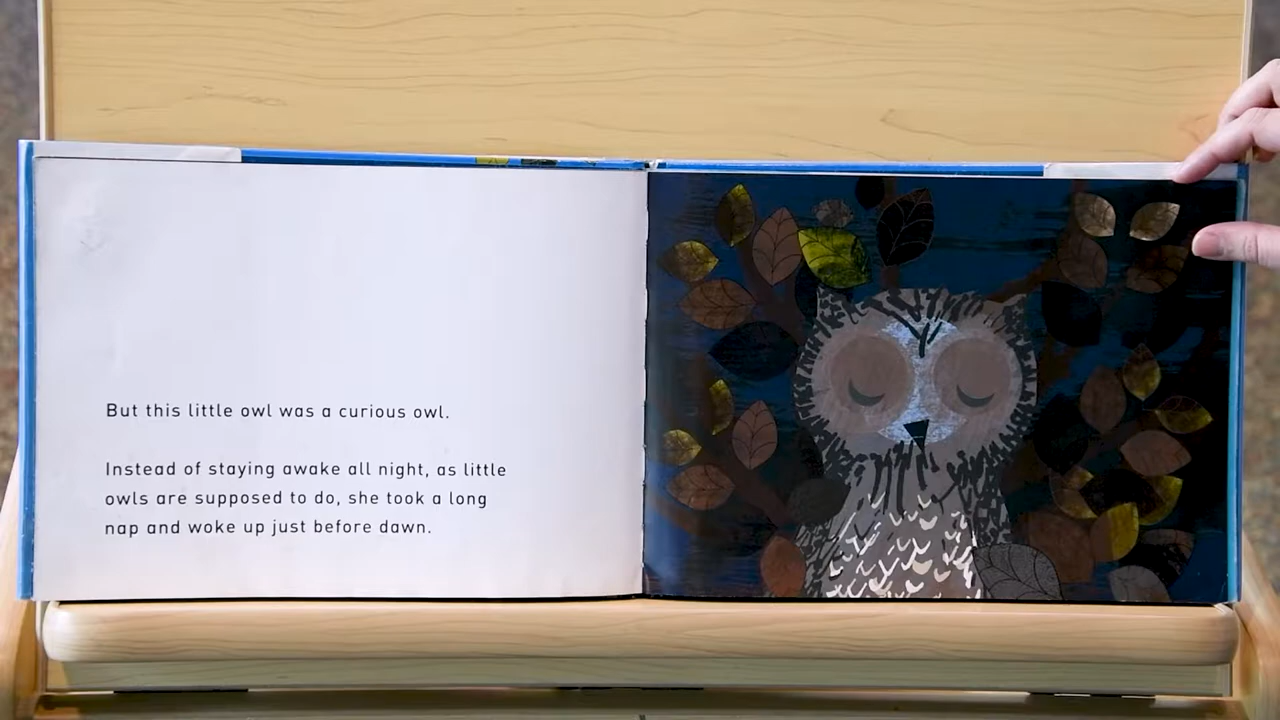 But this little owl was a curious owl.
Instead of staying awake all night, as little
owls are supposed to do, she took a long
nap and woke up just before dawn.